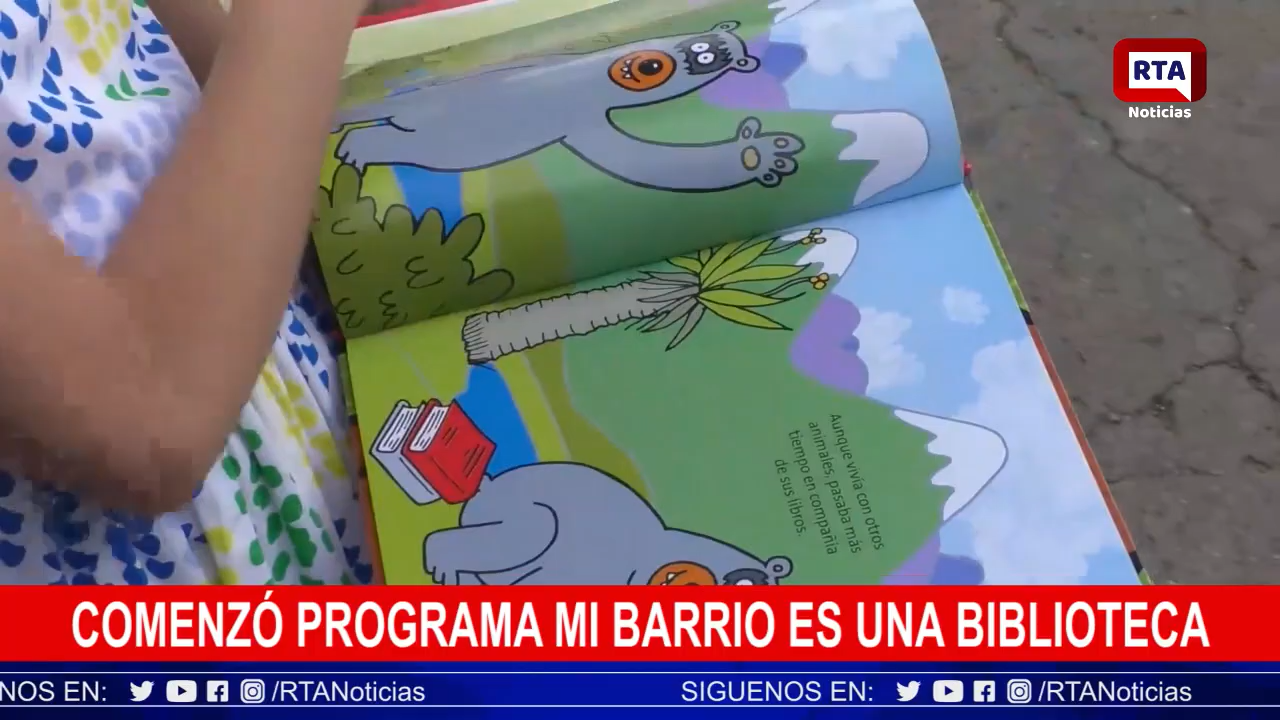 RTA
Noticias
Aunque vivía con otros
animales, pasaba más
tiempo en compañía
de sus libros.
COMENZÓ PROGRAMA MI BARRIO ES UNA BIBLIOTECA
NOS EN: /RTANoticias SIGUENOS EN: /RTANoticias